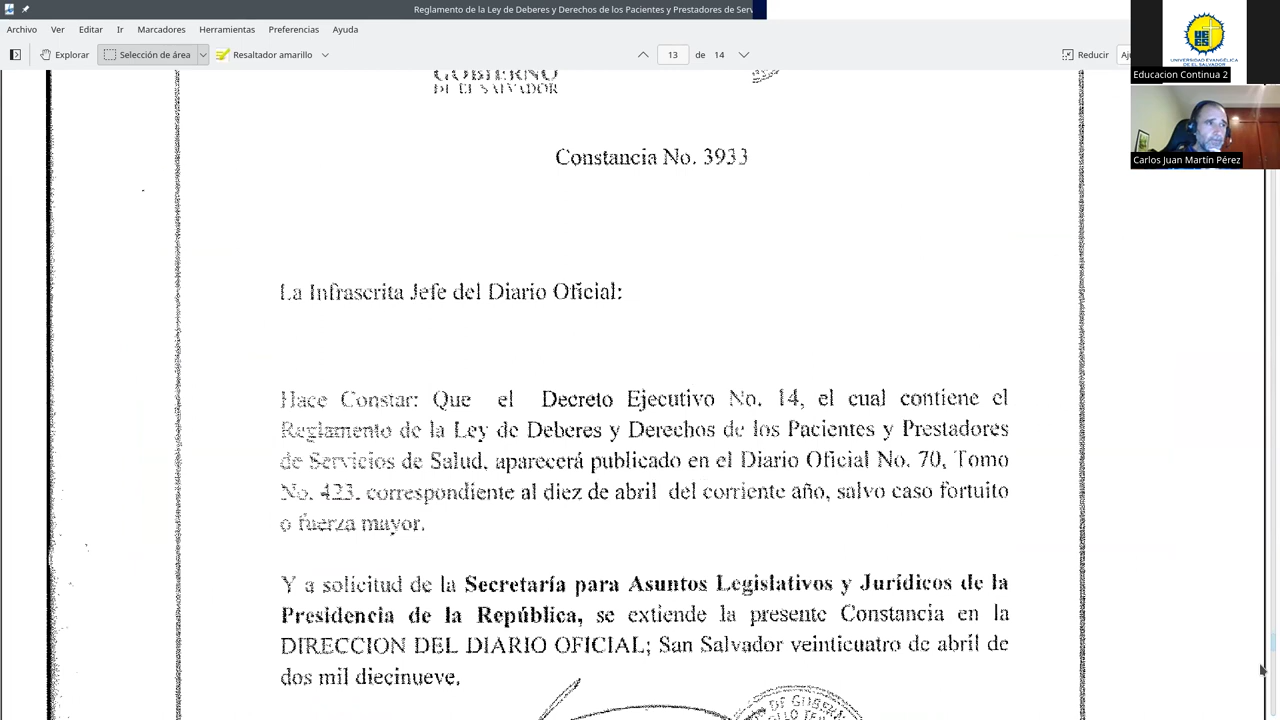 Reglamento de la Ley de Deberes y Derechos de los Pacientes y Prestadores de Serv
Archivo Ver Editar Ir Marcadores Herramientas Preferencias Ayuda
Explorar Selección de área Resaltador amarillo 13 de 14 Reducir Aju
UEES
UNIVERSIDAD EVANGÉLICA
DE EL SALVADOR
Educacion Continua 2
Carlos Juan Martín Pérez
GOBIERNO
DE EL SALVADOR
Constancia No. 3933
La Infrascrita Jefe del Diario Oficial:
Hace Constar: Que el Decreto Ejecutivo No. 14, el cual contiene el
Reglamento de la Ley de Deberes y Derechos de los Pacientes y Prestadores
de Servicios de Salud, aparecerá publicado en el Diario Oficial No. 70, Tomo
No. 423, correspondiente al diez de abril del corriente año, salvo caso fortuito
o fuerza mayor.
Y a solicitud de la Secretaría para Asuntos Legislativos y Jurídicos de la
Presidencia de la República, se extiende la presente Constancia en la
DIRECCION DEL DIARIO OFICIAL; San Salvador veinticuatro de abril de
dos mil diecinueve.